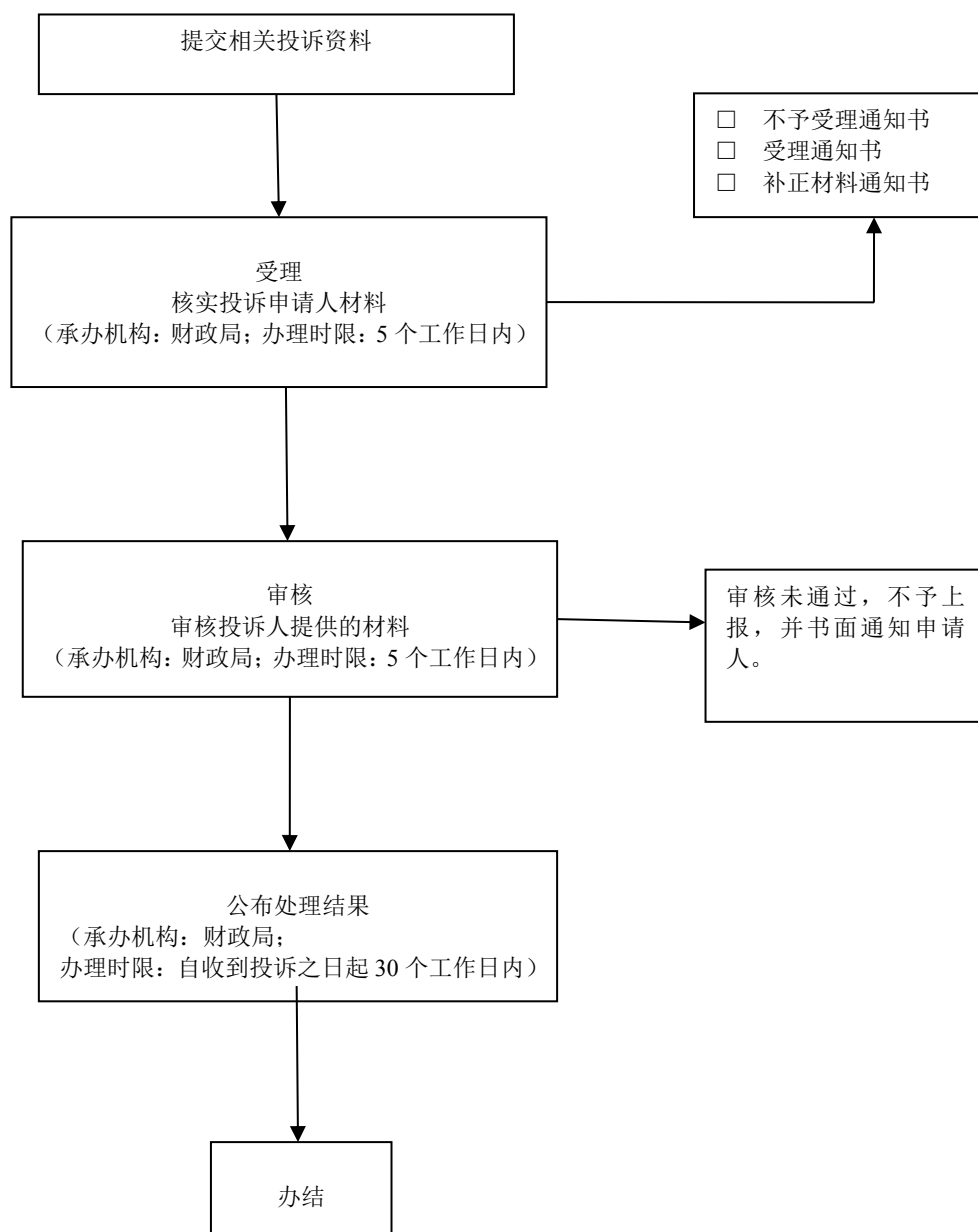 提交相关投诉资料
□ 不予受理通知书
□ 受理通知书
□ 补正材料通知书
受理
核实投诉申请人材料
（承办机构：财政局；办理时限：5 个工作日内）
审核
审核投诉人提供的材料
（承办机构：财政局；办理时限：5 个工作日内）
审核未通过，不予上
报，并书面通知申请
人。
公布处理结果
（承办机构：财政局；
办理时限：自收到投诉之日起 30 个工作日内）
办结